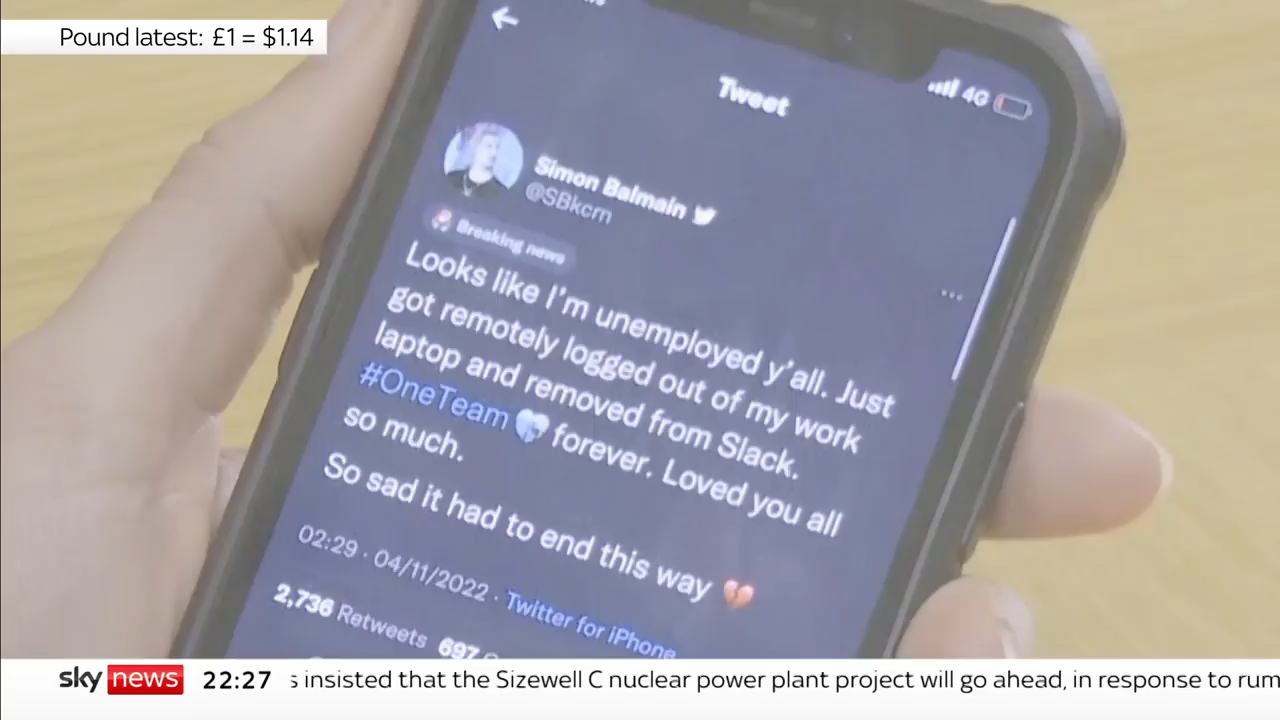 Pound latest: £1 = $1.14
4G
Tweet
Simon Balmain
@SBkcrn
Breaking news
Looks like I'm unemployed y'all. Just
got remotely logged out of my work
laptop and removed from Slack.
#OneTeam💙 forever. Loved you all
so much.
So sad it had to end this way 💔
02:29 · 04/11/2022 · Twitter for iPhone
2,736 Retweets 697
sky news 22:27 insisted that the Sizewell C nuclear power plant project will go ahead, in response to rum